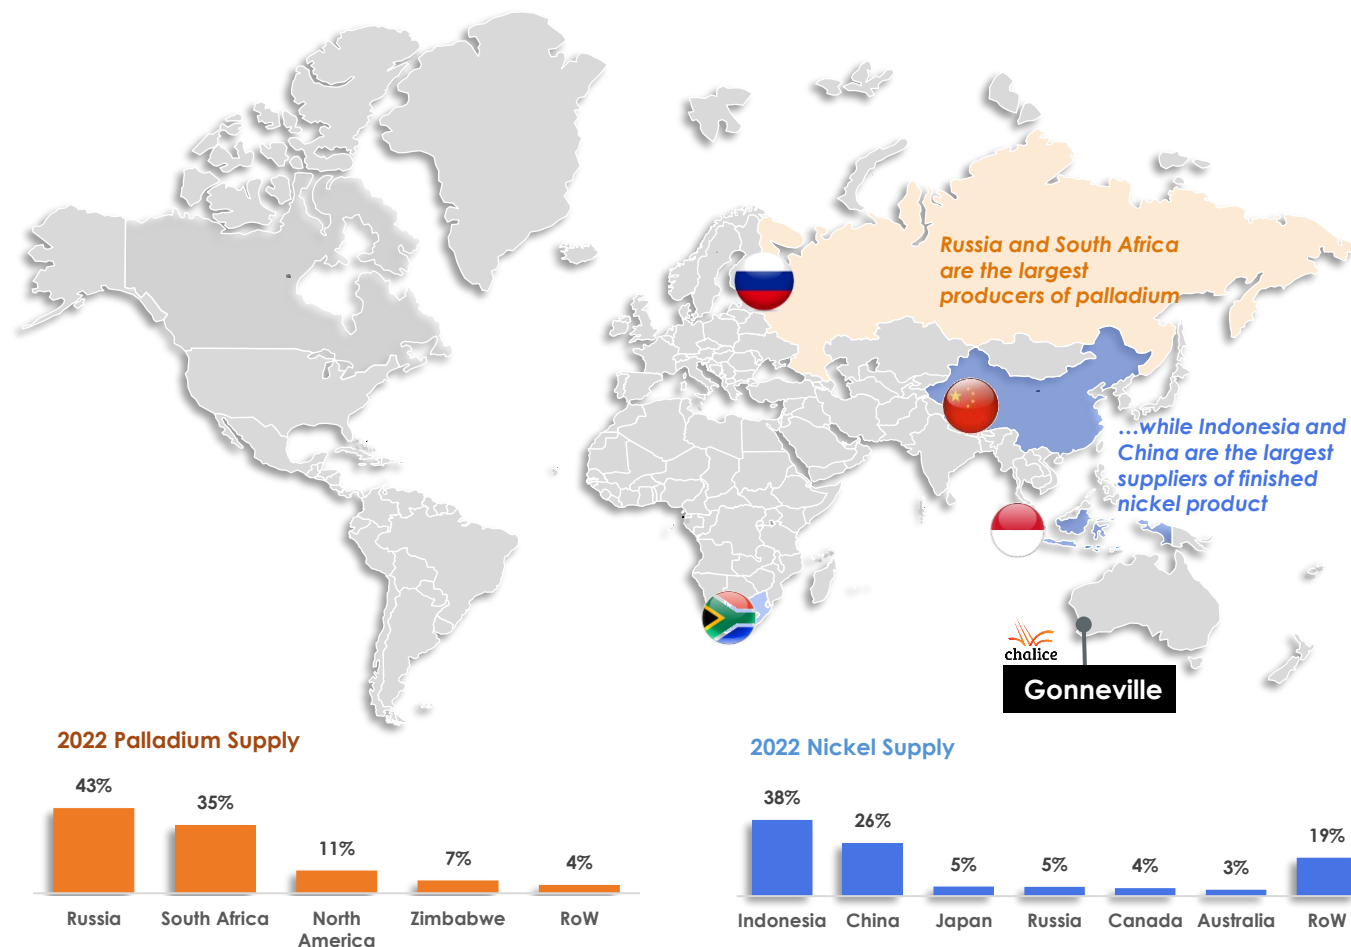 Russia and South Africa
are the largest
producers of palladium
…while Indonesia and
China are the largest
suppliers of finished
nickel product
chalice
Gonneville
2022 Palladium Supply
43%
35%
11%
7%
4%
Russia
South Africa
North
America
Zimbabwe
RoW
2022 Nickel Supply
38%
26%
5%
5%
4%
3%
19%
Indonesia
China
Japan
Russia
Canada
Australia
RoW